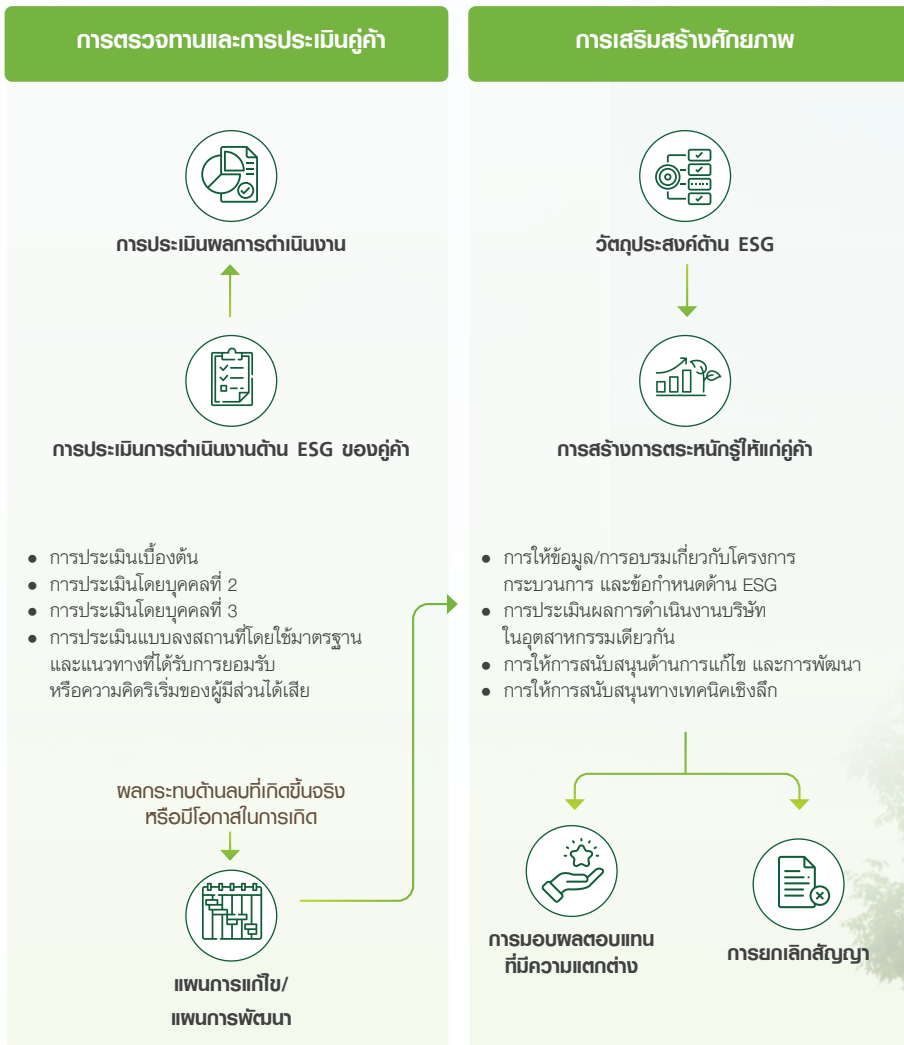 การตรวจทานและการประเมินคู่ค้า
การประเมินผลการดำเนินงาน
การประเมินการดำเนินงานด้าน ESG ของคู่ค้า
● การประเมินเบื้องต้น
● การประเมินโดยบุคคลที่ 2
● การประเมินโดยบุคคลที่ 3
● การประเมินแบบลงสถานที่โดยใช้มาตรฐาน
และแนวทางที่ได้รับการยอมรับ
หรือความคิดริเริ่มของผู้มีส่วนได้เสีย
ผลกระทบด้านลบที่เกิดขึ้นจริง
หรือมีโอกาสในการเกิด
แผนการแก้ไข/
แผนการพัฒนา
การเสริมสร้างศักยภาพ
วัตถุประสงค์ด้าน ESG
การสร้างการตระหนักรู้ให้แก่คู่ค้า
● การให้ข้อมูล/การอบรมเกี่ยวกับโครงการ
กระบวนการ และข้อกำหนดด้าน ESG
● การประเมินผลการดำเนินงานบริษัท
ในอุตสาหกรรมเดียวกัน
● การให้การสนับสนุนด้านการแก้ไข และการพัฒนา
● การให้การสนับสนุนทางเทคนิคเชิงลึก
การมอบผลตอบแทน
ที่มีความแตกต่าง
การยกเลิกสัญญา